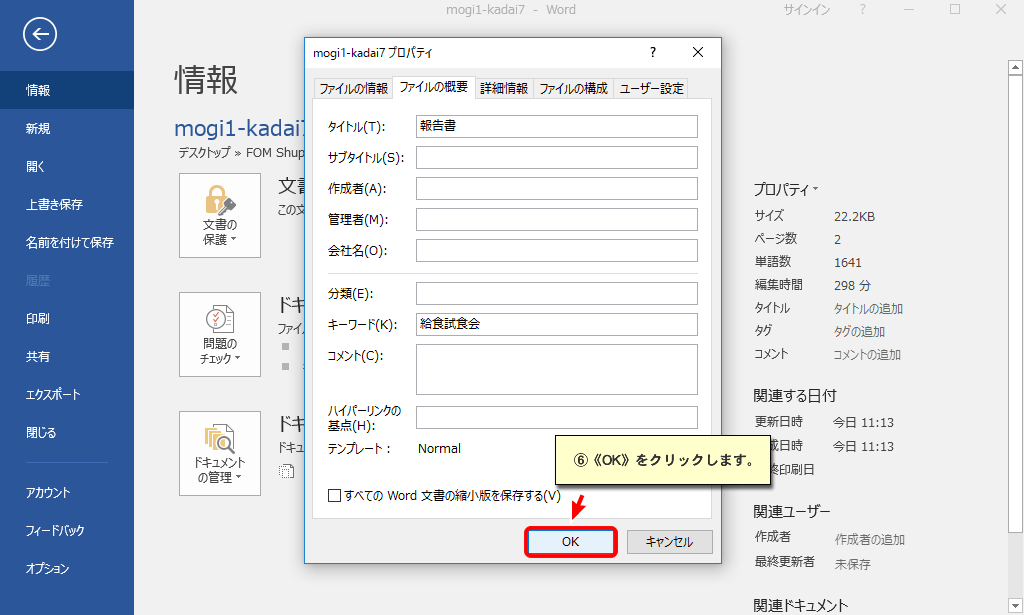 mogi1-kadai7 - Word
サインイン
?
情報
新規
開く
上書き保存
名前を付けて保存
履歴
印刷
共有
エクスポート
閉じる
アカウント
フィードバック
オプション
情報
mogi1-kadai7
デスクトップ » FOM Shup
文書の
保護
文書
この文
問題の
チェック
ドキ
ファイ
ドキュメント
の管理
ドキ
ドキュ
mogi1-kadai7 プロパティ
?
ファイルの情報
ファイルの概要
詳細情報
ファイルの構成
ユーザー設定
タイトル(T):
報告書
サブタイトル(S):
作成者(A):
管理者(M):
会社名(O):
分類(E):
キーワード(K):
給食試食会
コメント(C):
ハイパーリンクの
基点(H):
テンプレート :
Normal
すべての Word 文書の縮小版を保存する(V)
OK
キャンセル
⑥《OK》をクリックします。
プロパティ
サイズ 22.2KB
ページ数 2
単語数 1641
編集時間 298 分
タイトル タイトルの追加
タグ タグの追加
コメント コメントの追加
関連する日付
更新日時 今日 11:13
成日時 今日 11:13
終印刷日
関連ユーザー
作成者 作成者の追加
最終更新者 未保存
関連ドキュメント